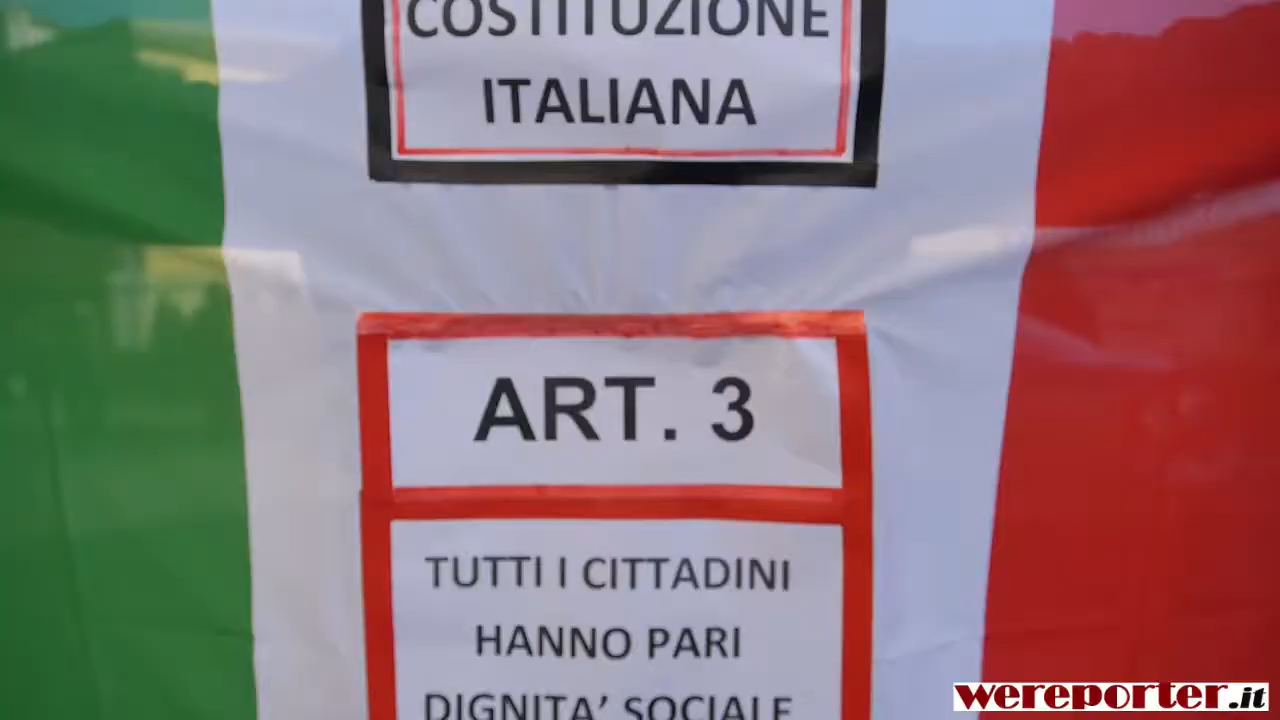 COSTITUZIONE
ITALIANA
ART. 3
TUTTI I CITTADINI
HANNO PARI
DIGNITA' SOCIALE
wereporter.it